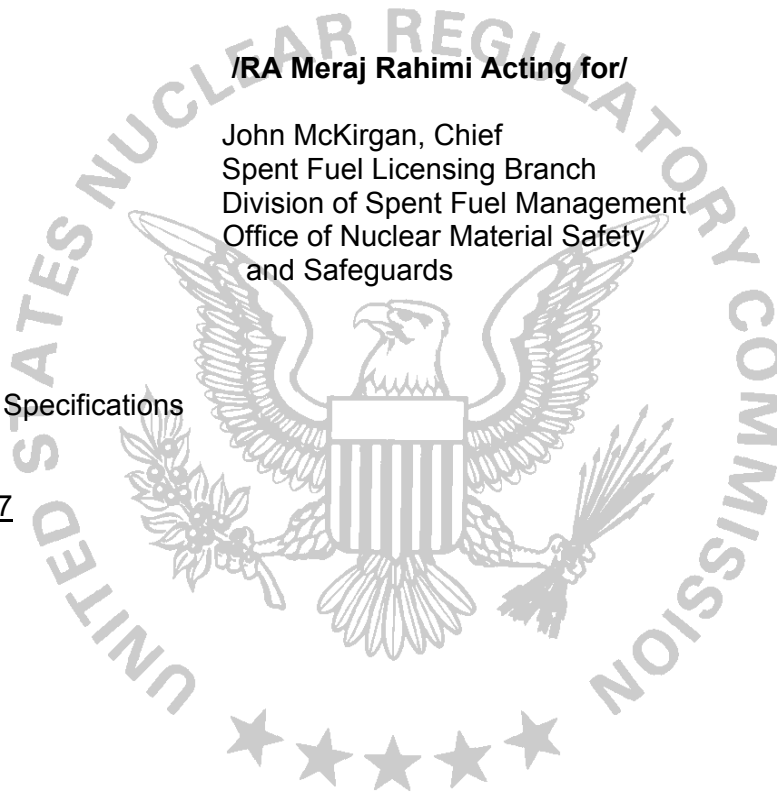 /RA Meraj Rahimi Acting for/
John McKirgan, Chief
Spent Fuel Licensing Branch
Division of Spent Fuel Management
Office of Nuclear Material Safety
and Safeguards
Specifications
7
UNITED STATES NUCLEAR REGULATORY COMMISSION